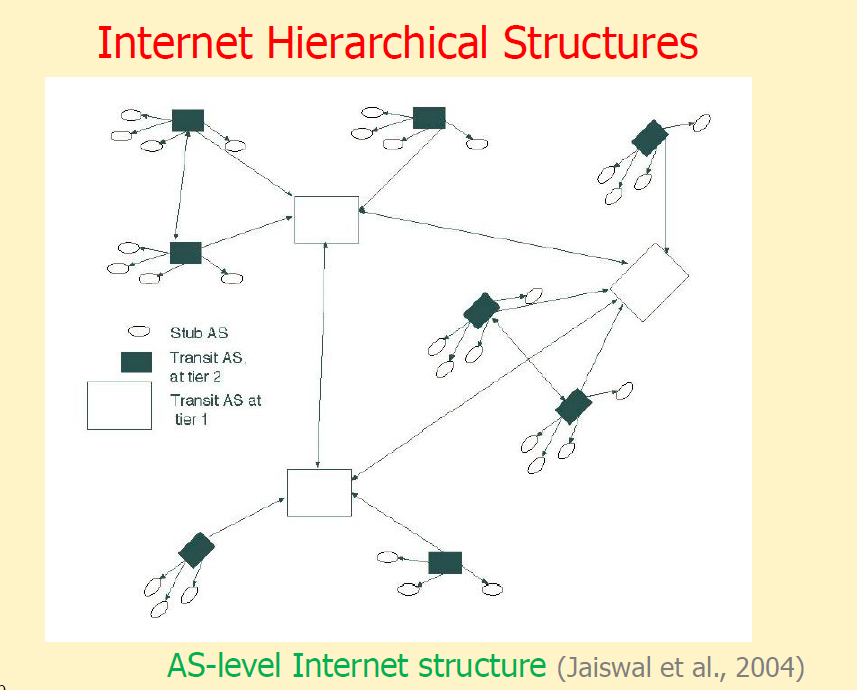 Internet Hierarchical Structures
Stub AS
Transit AS,
at tier 2
Transit AS at
tier 1
AS-level Internet structure (Jaiswal et al., 2004)